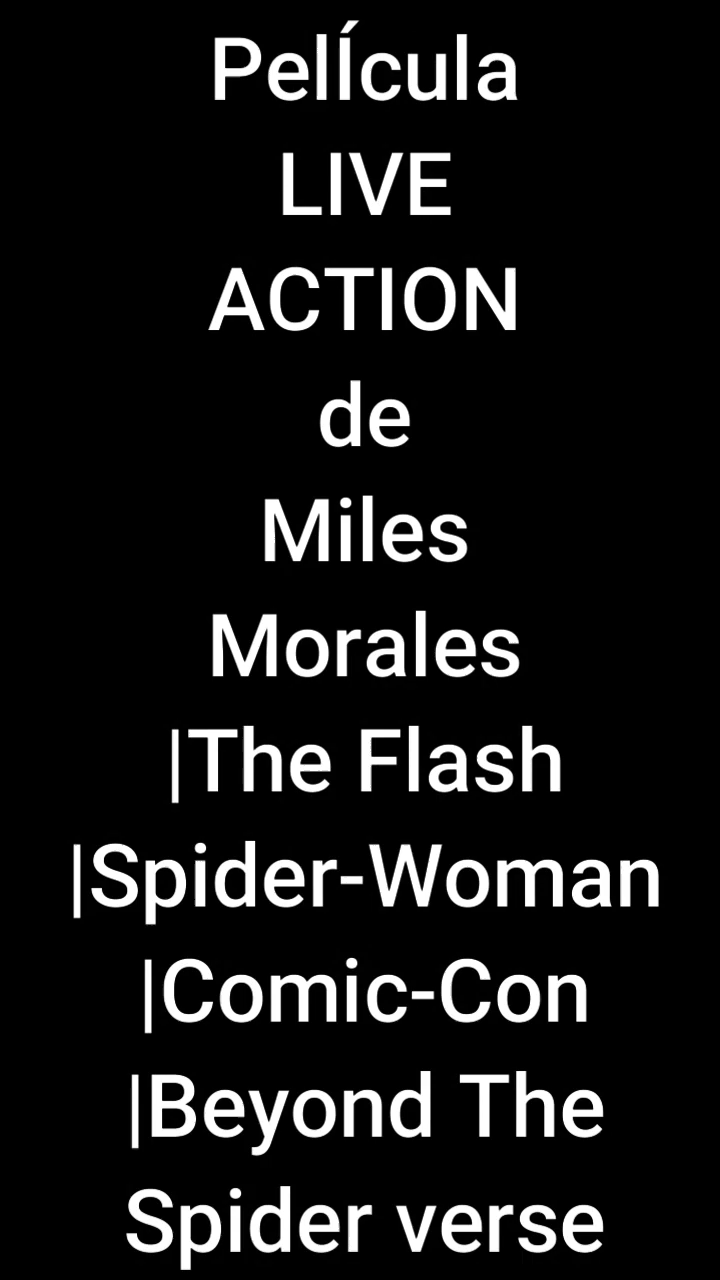 PelÍcula
LIVE
ACTION
de
Miles
Morales
|The Flash
|Spider-Woman
|Comic-Con
|Beyond The
Spider verse